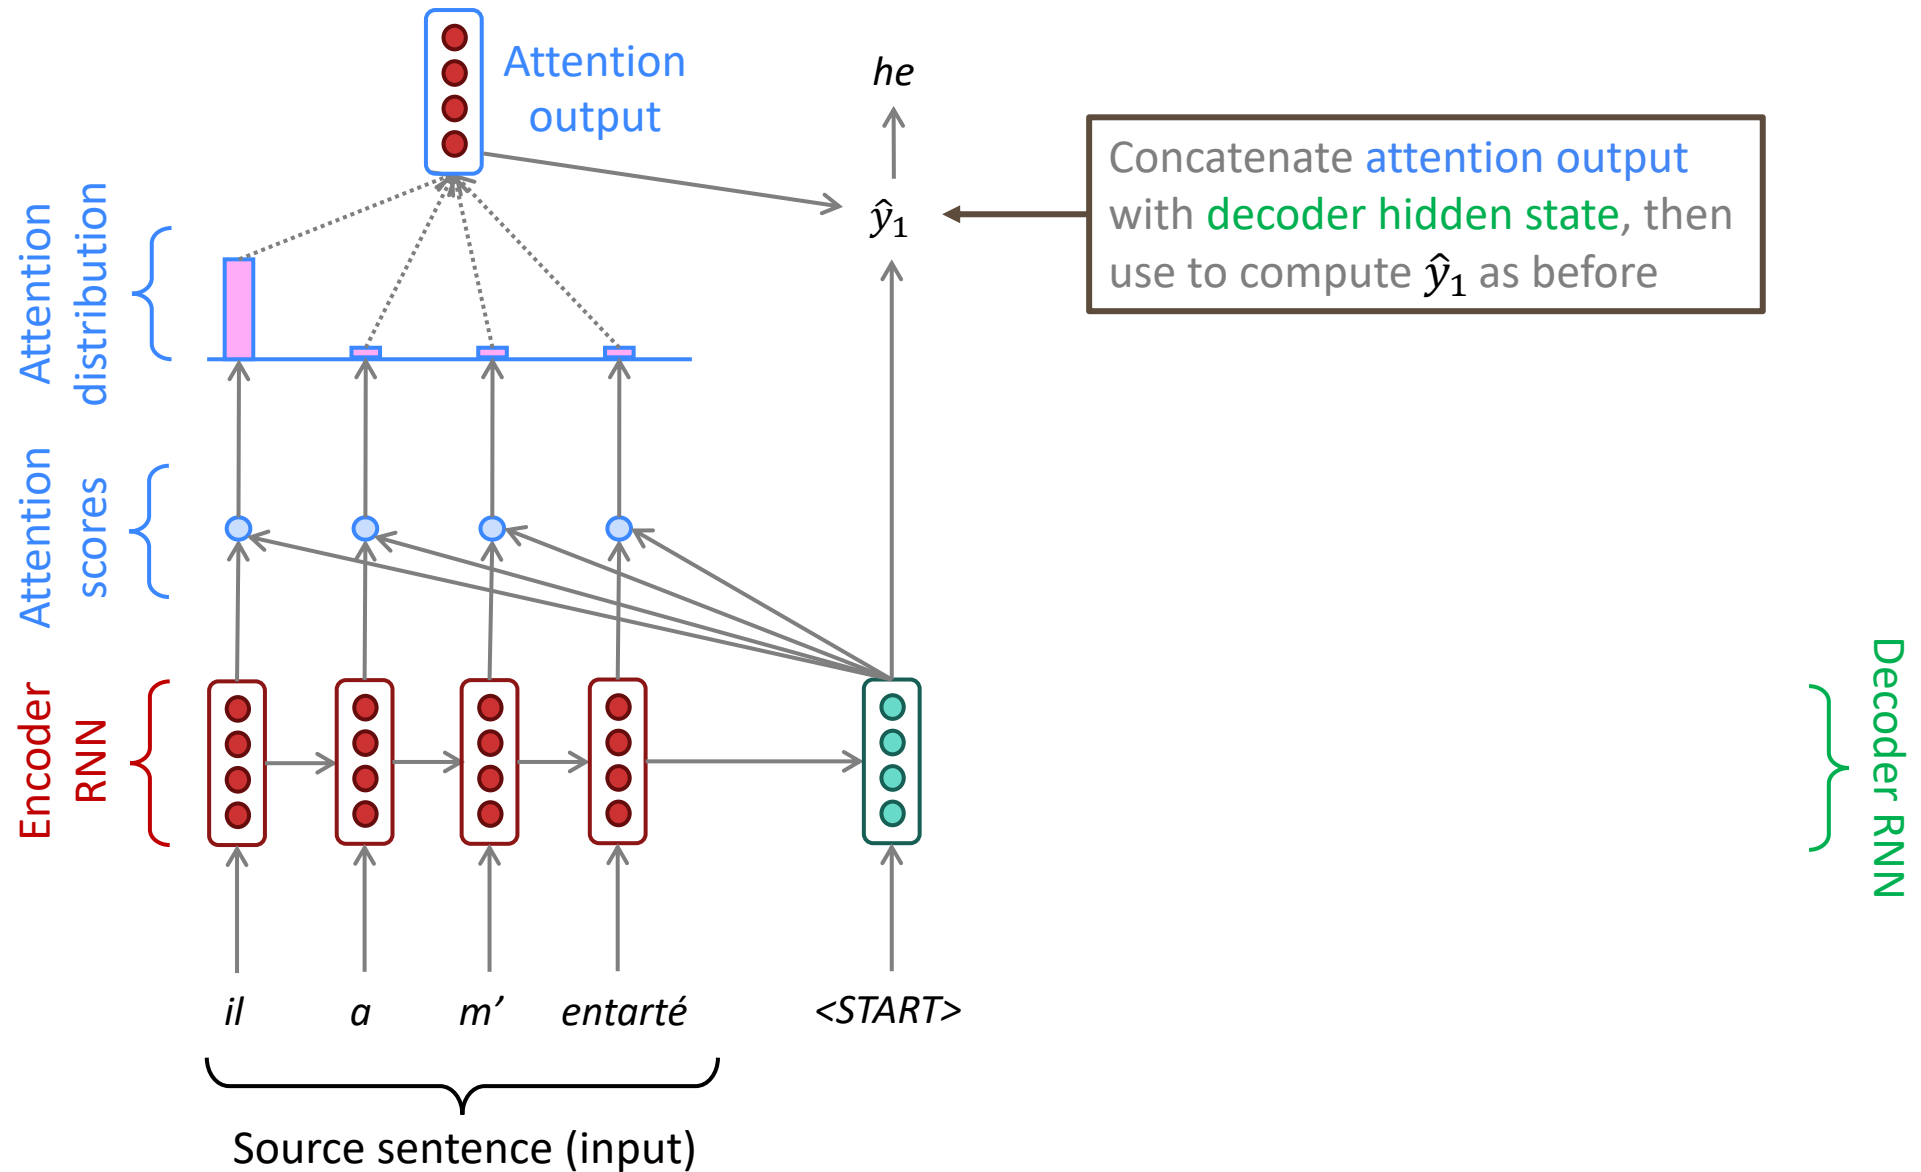 Attention
output
he
Concatenate attention output
with decoder hidden state, then
use to compute ŷ₁ as before
ŷ₁
Attention
distribution
Attention
scores
Encoder
RNN
Decoder RNN
il a m’ entarté <START>
Source sentence (input)